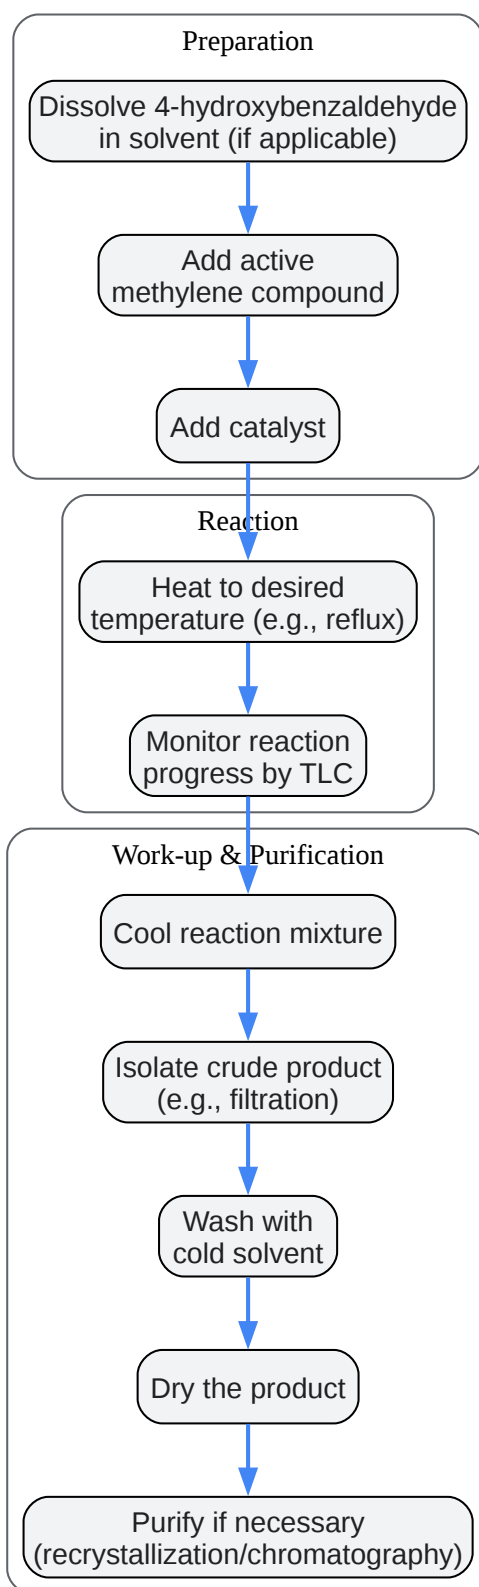 Preparation
Dissolve 4-hydroxybenzaldehyde
in solvent (if applicable)
Add active
methylene compound
Add catalyst
Reaction
Heat to desired
temperature (e.g., reflux)
Monitor reaction
progress by TLC
Work-up & Purification
Cool reaction mixture
Isolate crude product
(e.g., filtration)
Wash with
cold solvent
Dry the product
Purify if necessary
(recrystallization/chromatography)